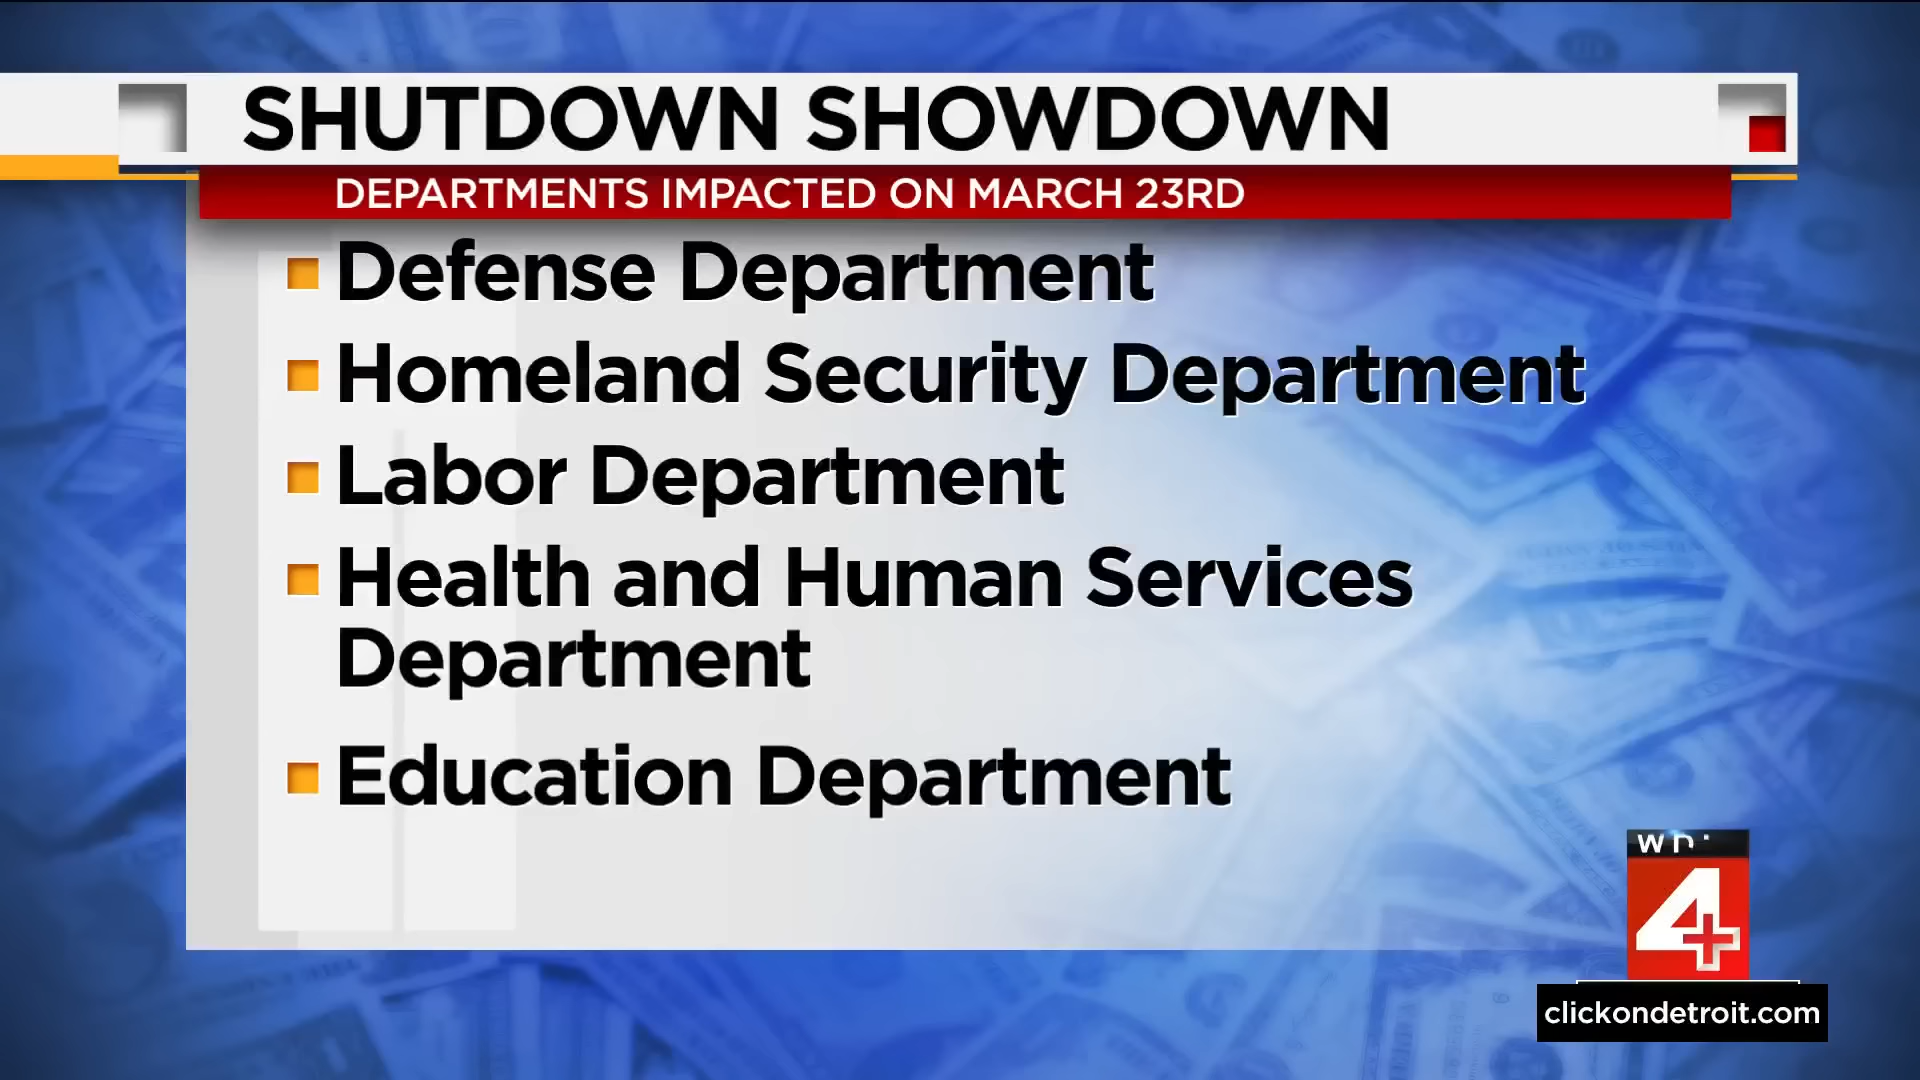 SHUTDOWN SHOWDOWN
DEPARTMENTS IMPACTED ON MARCH 23RD
Defense Department
Homeland Security Department
Labor Department
Health and Human Services
Department
Education Department
4
clickondetroit.com